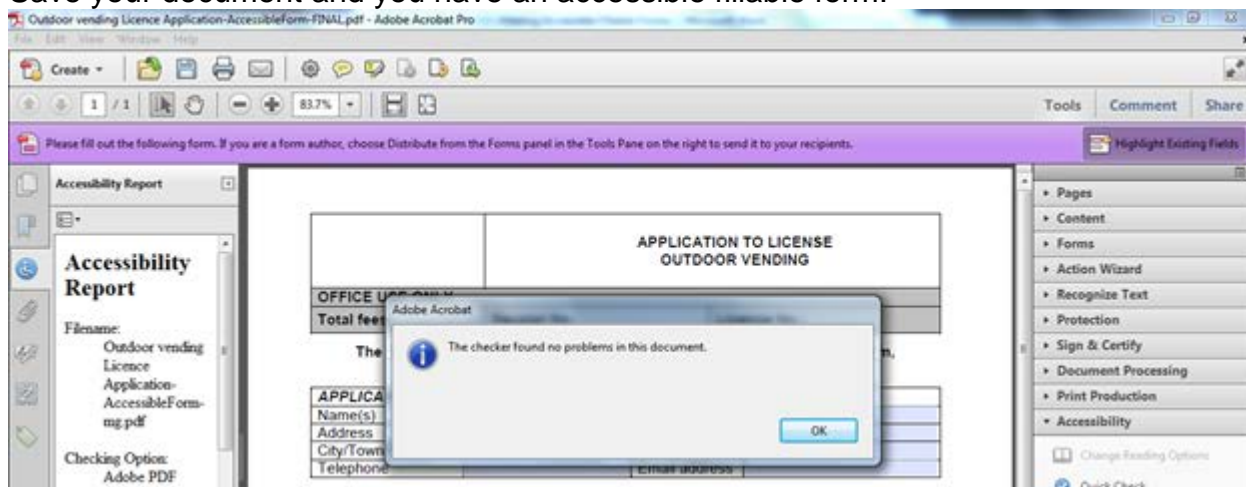 Save your document and you have an accessible fillable form.
Outdoor vending Licence Application-AccessibleForm-FINAL.pdf - Adobe Acrobat Pro
File Edit View Window Help
Create
1 / 1 83.7% Tools Comment Share
Please fill out the following form. If you are a form author, choose Distribute from the Forms panel in the Tools Pane on the right to send it to your recipients. Highlight Existing Fields
Accessibility Report
Accessibility
Report
Filename:
Outdoor vending
Licence
Application-
AccessibleForm-
mg.pdf
Checking Option:
Adobe PDF
APPLICATION TO LICENSE
OUTDOOR VENDING
OFFICE USE ONLY
Total fees
The
APPLICA
Name(s)
Address
City/Town
Telephone Email address
Adobe Acrobat
The checker found no problems in this document.
OK
Pages
Content
Forms
Action Wizard
Recognize Text
Protection
Sign & Certify
Document Processing
Print Production
Accessibility
Change Reading Options
Quick Check